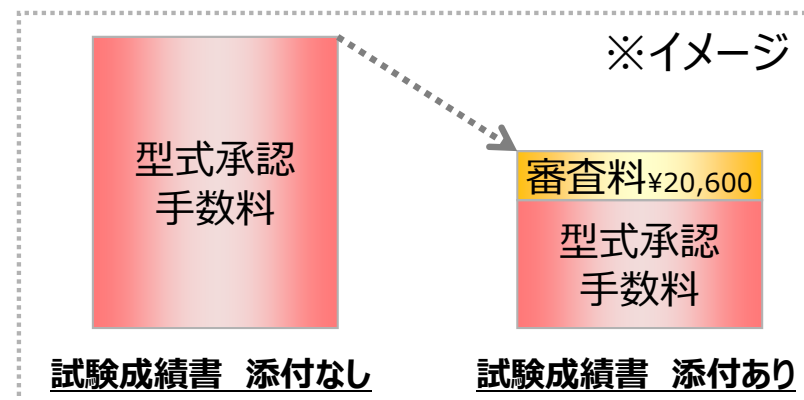 ※イメージ
型式承認
手数料
審査料¥20,600
型式承認
手数料
試験成績書　添付なし
試験成績書　添付あり